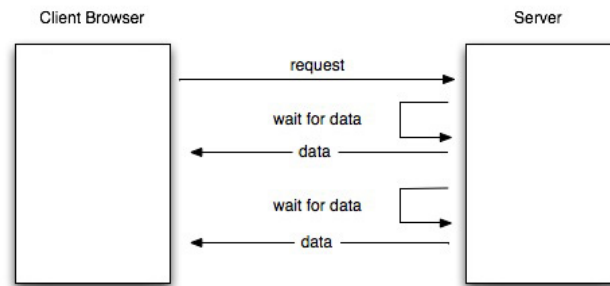 Client Browser
Server
request
wait for data
data
wait for data
data